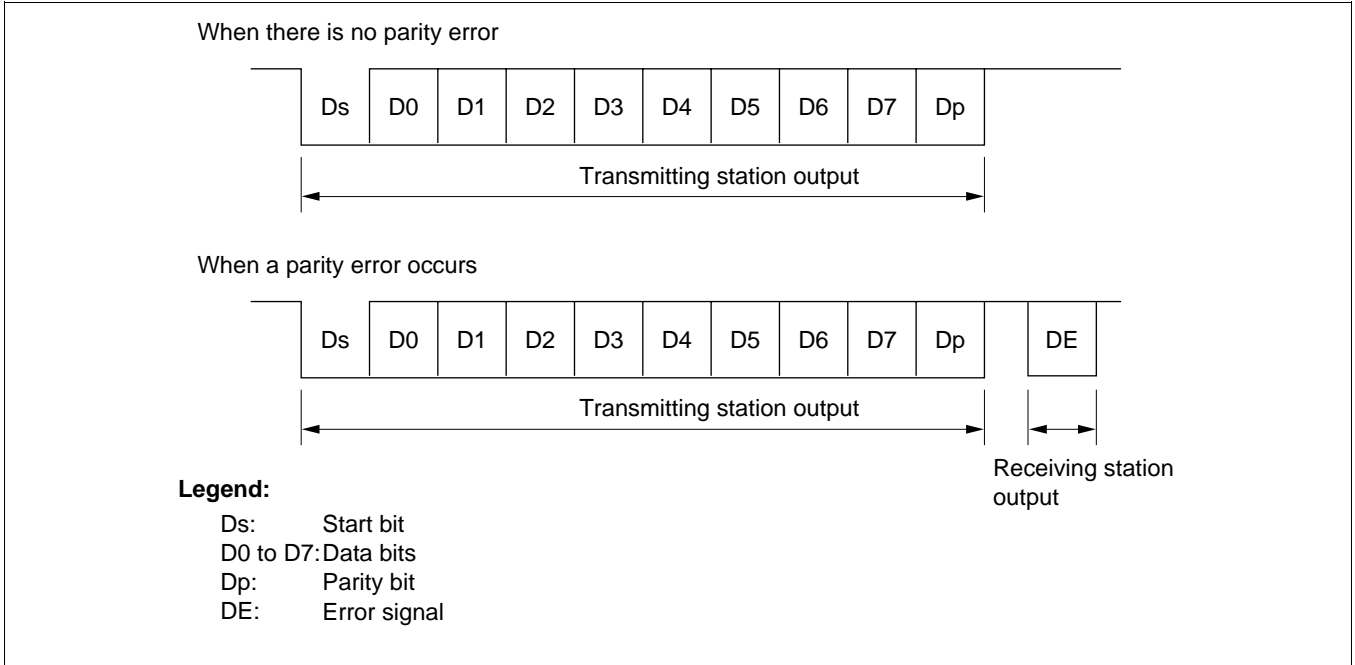 When there is no parity error
Ds D0 D1 D2 D3 D4 D5 D6 D7 Dp
Transmitting station output
When a parity error occurs
Ds D0 D1 D2 D3 D4 D5 D6 D7 Dp DE
Transmitting station output
Receiving station
output
Legend:
Ds: Start bit
D0 to D7: Data bits
Dp: Parity bit
DE: Error signal